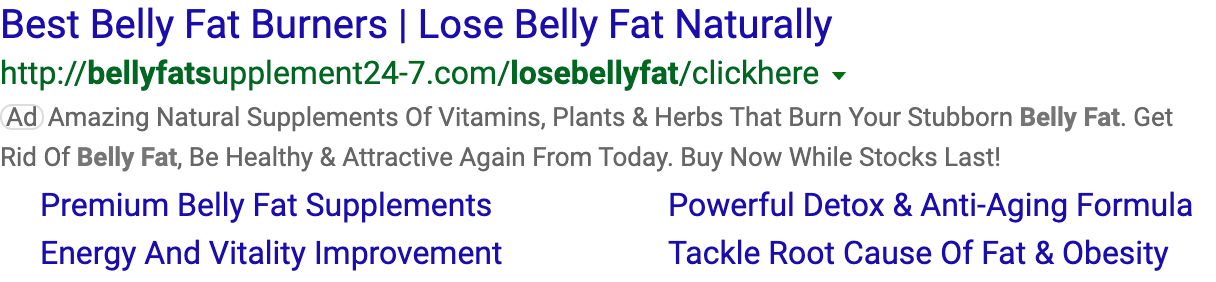 Best Belly Fat Burners | Lose Belly Fat Naturally
http://bellyfatsupplement24-7.com/losebellyfat/clickhere
Ad Amazing Natural Supplements Of Vitamins, Plants & Herbs That Burn Your Stubborn Belly Fat. Get
Rid Of Belly Fat, Be Healthy & Attractive Again From Today. Buy Now While Stocks Last!
Premium Belly Fat Supplements Powerful Detox & Anti-Aging Formula
Energy And Vitality Improvement Tackle Root Cause Of Fat & Obesity